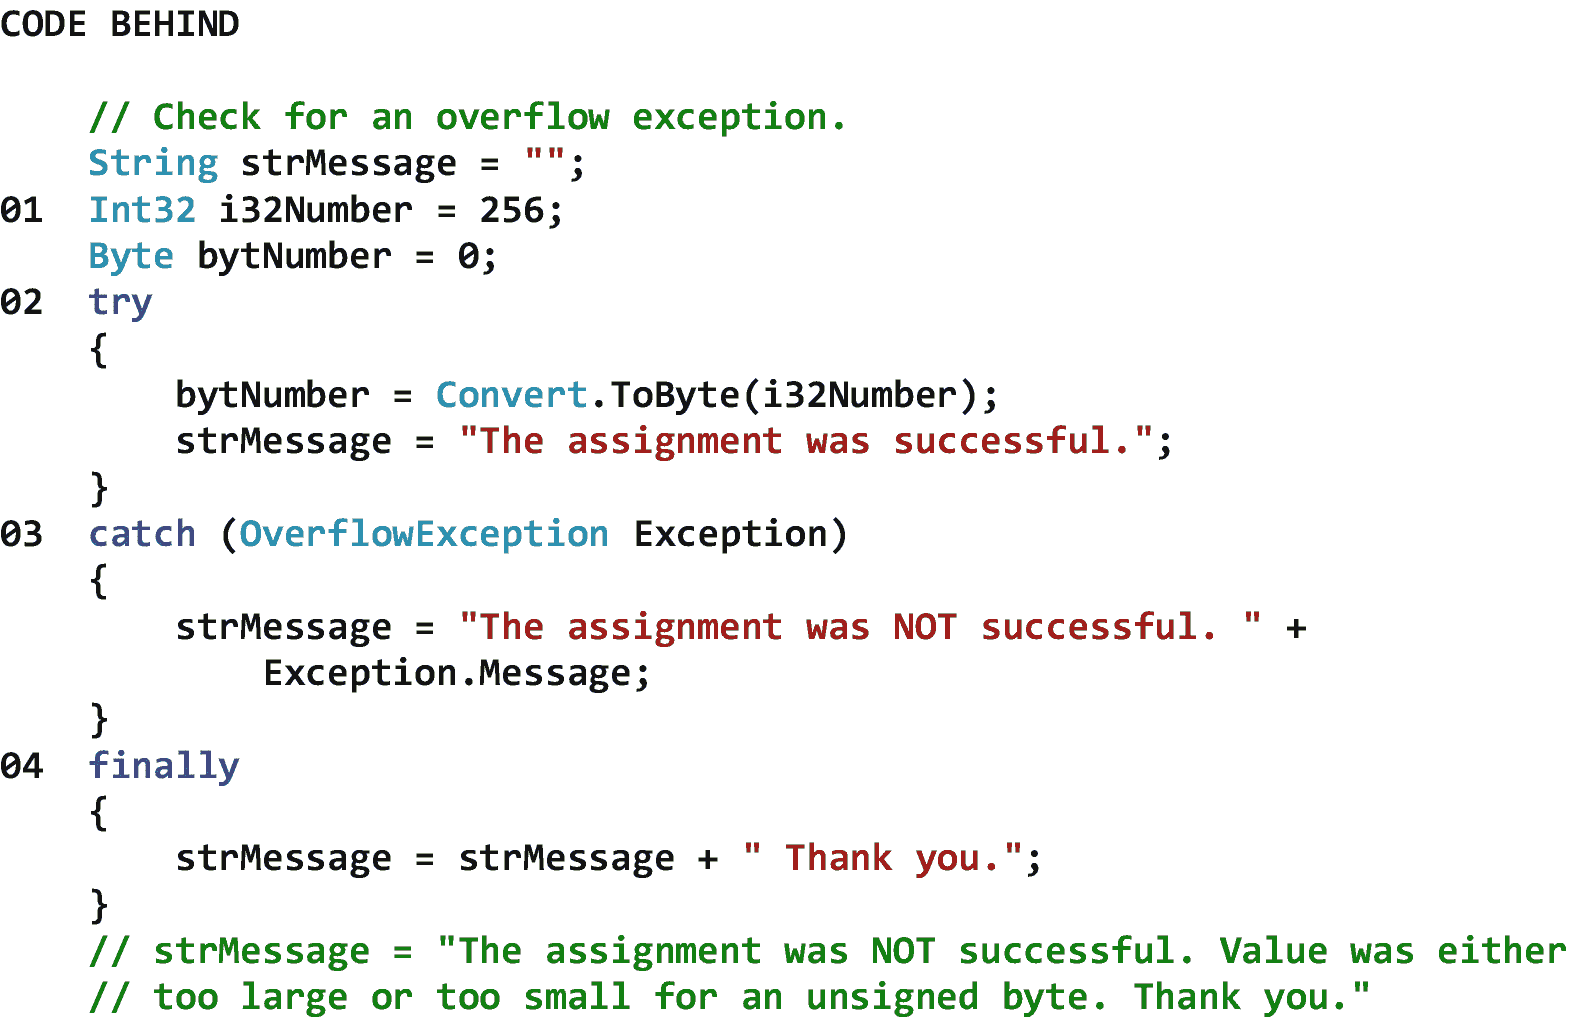 CODE BEHIND
// Check for an overflow exception.
String strMessage = "";
01 Int32 i32Number = 256;
Byte bytNumber = 0;
02 try
{
bytNumber = Convert.ToByte(i32Number);
strMessage = "The assignment was successful.";
}
03 catch (OverflowException Exception)
{
strMessage = "The assignment was NOT successful. " +
Exception.Message;
}
04 finally
{
strMessage = strMessage + " Thank you.";
}
// strMessage = "The assignment was NOT successful. Value was either
// too large or too small for an unsigned byte. Thank you."